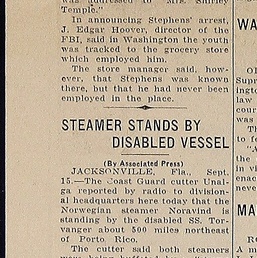 was addressed to "Mrs. Shirley
Temple."
In announcing Stephens' arrest,
J. Edgar Hoover, director of the
FBI, said in Washington the youth
was tracked to the grocery store
which employed him.
The store manager said, how-
ever, that Stephens was known
there, but that he had never been
employed in the place.
STEAMER STANDS BY
DISABLED VESSEL
(By Associated Press)
JACKSONVILLE, Fla., Sept.
15.—The Coast Guard cutter Unal-
ga reported by radio to division-
al headquarters here today that the
Norwegian steamer Noravind is
standing by the disabled SS. Tor-
vanger about 500 miles northeast
of Porto Rico.
The cutter said both steamers
WA
MA